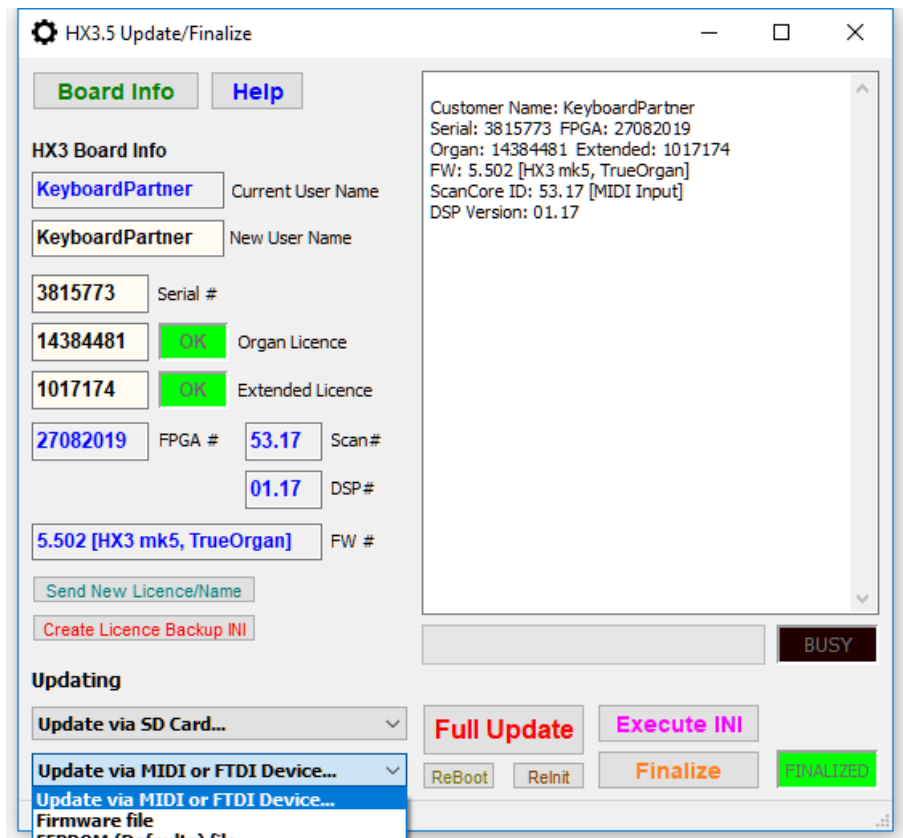 HX3.5 Update/Finalize
Board Info
Help
HX3 Board Info
KeyboardPartner Current User Name
KeyboardPartner New User Name
3815773 Serial #
14384481 OK Organ Licence
1017174 OK Extended Licence
27082019 FPGA # 53.17 Scan#
01.17 DSP#
5.502 [HX3 mk5, TrueOrgan] FW #
Send New Licence/Name
Create Licence Backup INI
Customer Name: KeyboardPartner
Serial: 3815773 FPGA: 27082019
Organ: 14384481 Extended: 1017174
FW: 5.502 [HX3 mk5, TrueOrgan]
ScanCore ID: 53.17 [MIDI Input]
DSP Version: 01.17
BUSY
Updating
Update via SD Card...
Update via MIDI or FTDI Device...
Update via MIDI or FTDI Device...
Firmware file
EEPROM (Defaults) file
Full Update
Execute INI
ReBoot
ReInit
Finalize
FINALIZED